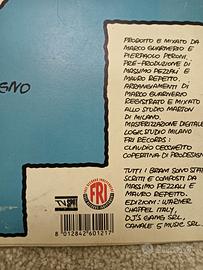 PRODOTTO E MIXATO DA
MARCO GUARNERIO E
PIERPAOLO PERONI.
PRE-PRODUZIONE DI
MASSIMO PEZZALI E
MAURO REPETTO.
ARRANGIAMENTI DI
MARCO GUARNERIO
REGISTRATO E MIXATO
ALLO STUDIO MARION
DI MILANO.
MASTERIZZAZIONE DIGITALE
LOGIC STUDIO MILANO
FRI RECORDS:
CLAUDIO CECCHETTO
COPERTINA DI PRODESIGN
TUTTI I BRANI SONO STATI
SCRITTI E COMPOSTI DA
MASSIMO PEZZALI E
MAURO REPETTO.
EDIZIONI: WARNER
CHAPPEL ITALY,
DJ'S GANG SRL,
CANALE 5 MUSIC SRL.
FRI
8 012842 601217